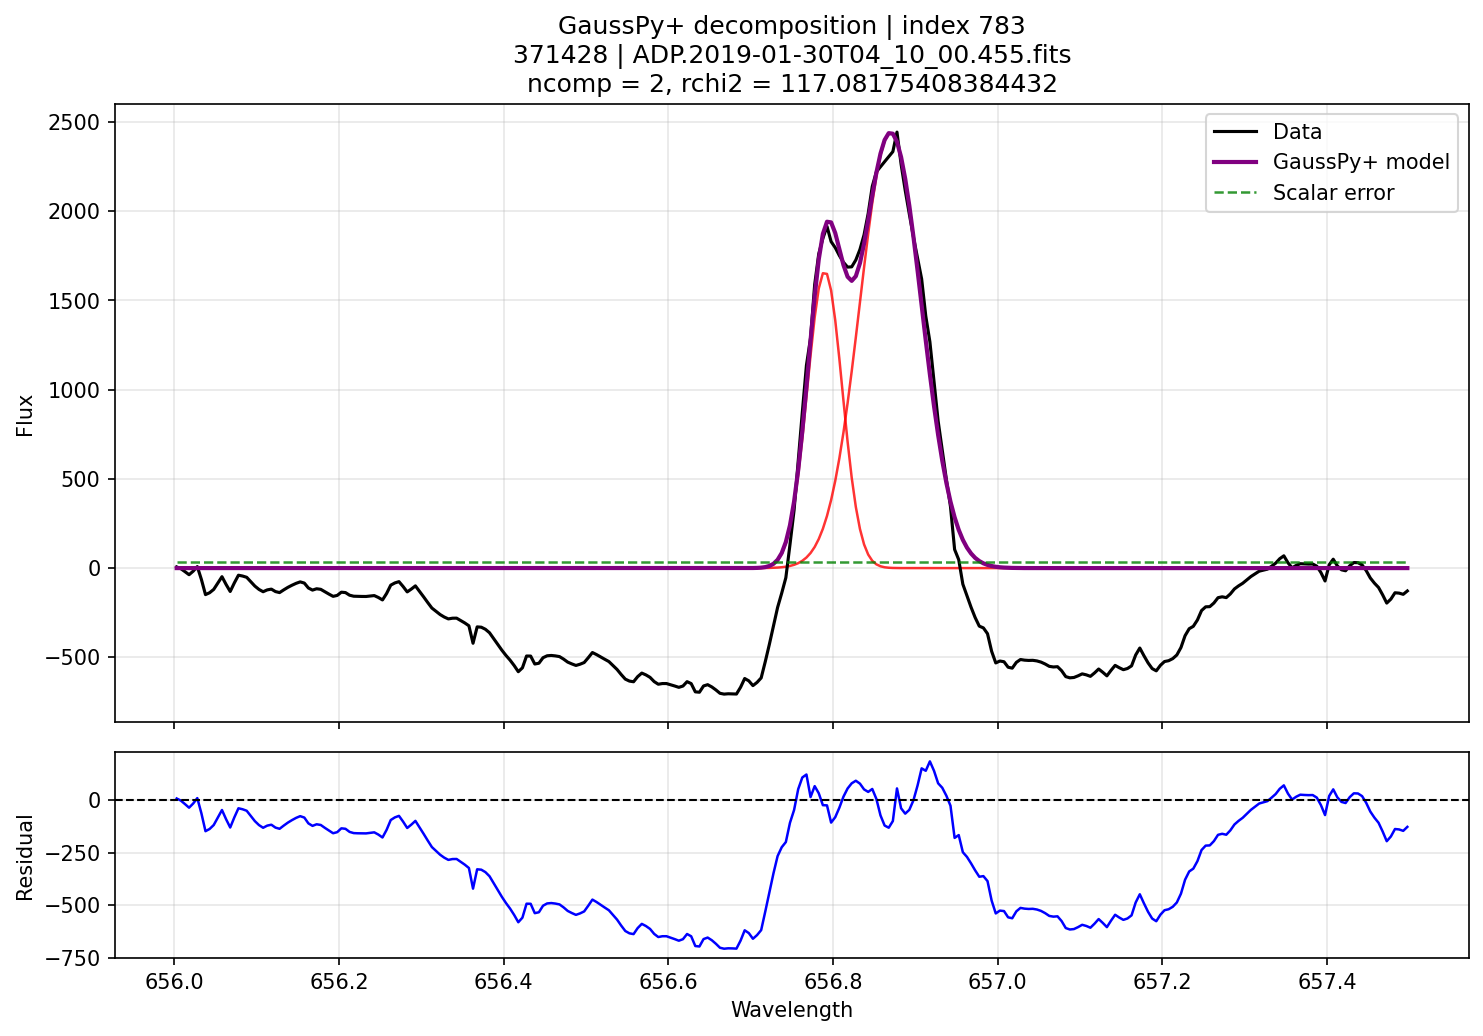 GaussPy+ decomposition | index 783
371428 | ADP.2019-01-30T04_10_00.455.fits
ncomp = 2, rchi2 = 117.08175408384432
Data
GaussPy+ model
Scalar error
Flux
2500
2000
1500
1000
500
0
−500
Residual
0
−250
−500
−750
656.0 656.2 656.4 656.6 656.8 657.0 657.2 657.4
Wavelength